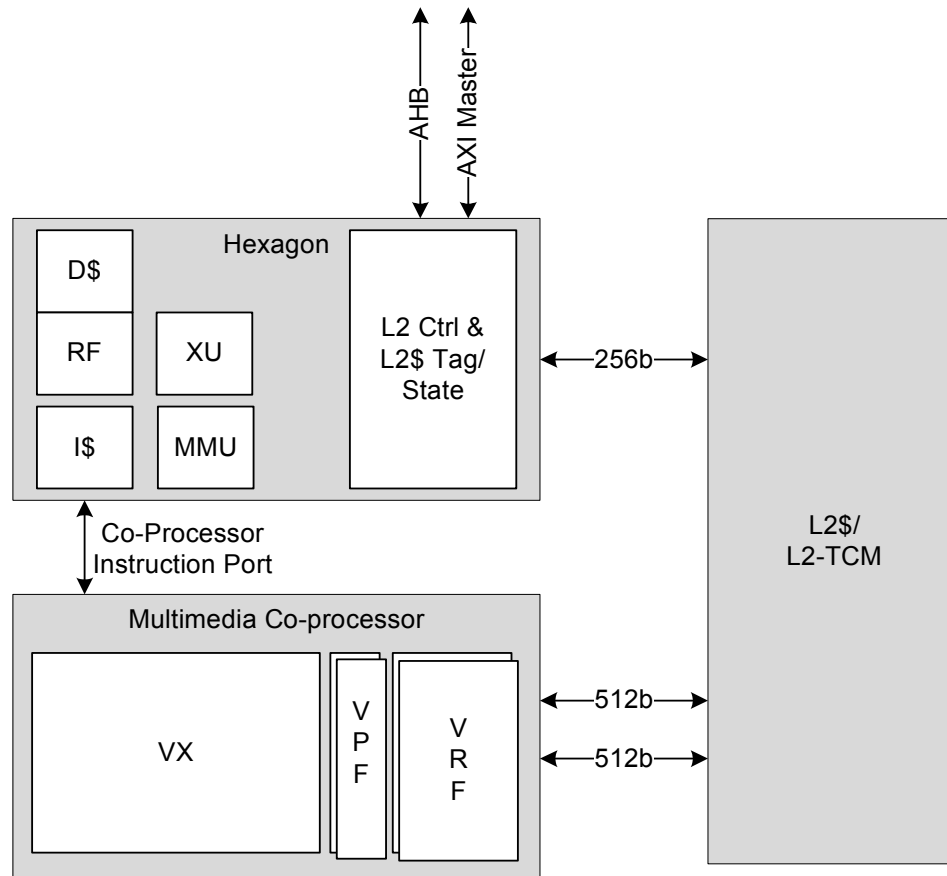 AHB
AXI Master
Hexagon
D$
RF
XU
I$
MMU
L2 Ctrl &
L2$ Tag/
State
256b
Co-Processor
Instruction Port
L2$/
L2-TCM
Multimedia Co-processor
VX
V
P
F
V
R
F
512b
512b